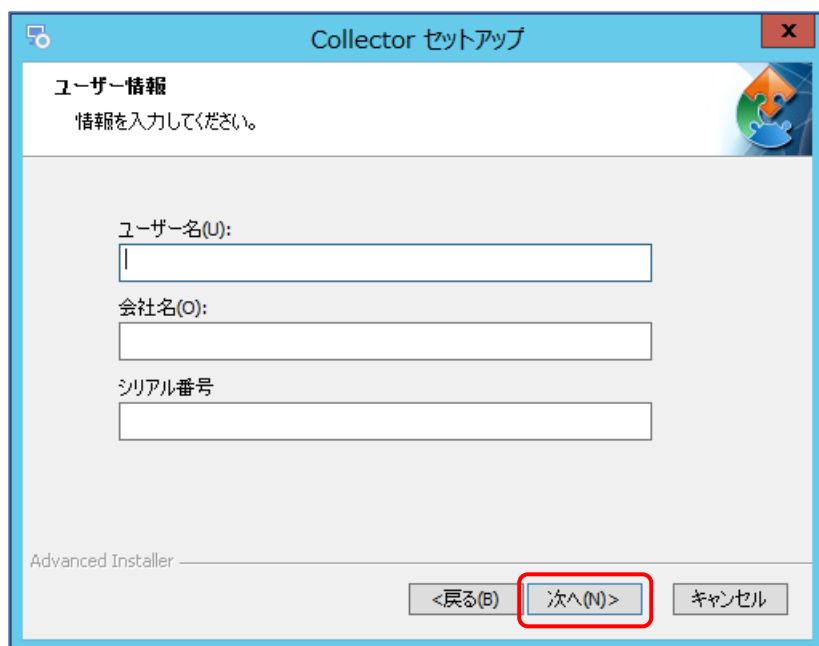 Collector セットアップ
x
ユーザー情報
情報を入力してください。
ユーザー名(U):
会社名(O):
シリアル番号
Advanced Installer
<戻る(B)
次へ(N)>
キャンセル